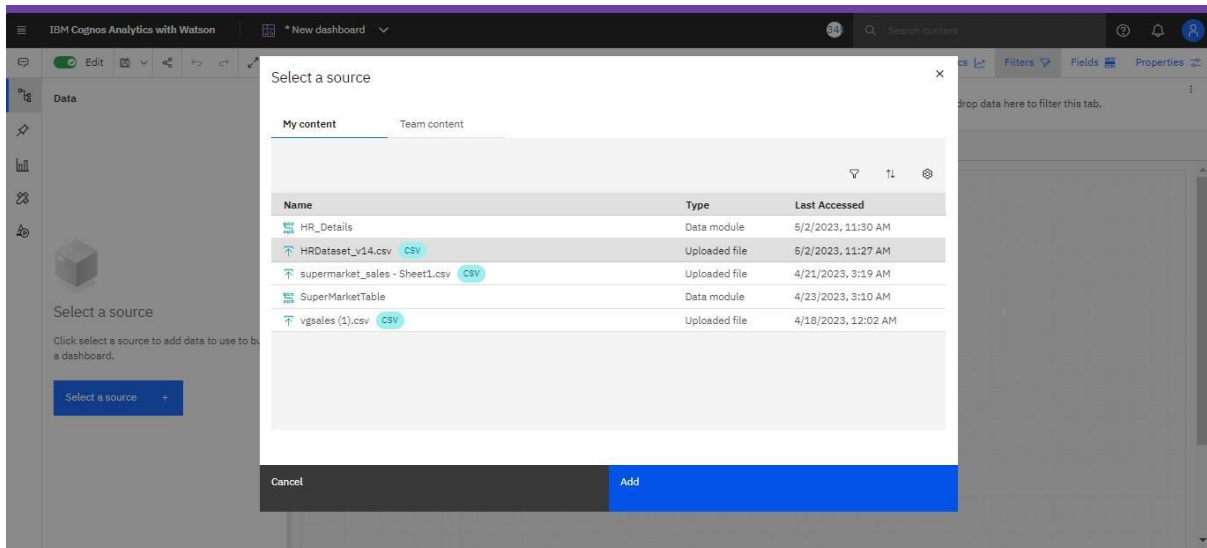 IBM Cognos Analytics with Watson
* New dashboard
34
Search content
Edit
cs
Filters
Fields
Properties
Data
drop data here to filter this tab.
Select a source
My content
Team content
Name Type Last Accessed
HR_Details Data module 5/2/2023, 11:30 AM
HRDataset_v14.csv CSV Uploaded file 5/2/2023, 11:27 AM
supermarket_sales - Sheet1.csv CSV Uploaded file 4/21/2023, 3:19 AM
SuperMarketTable Data module 4/23/2023, 3:10 AM
vgsales (1).csv CSV Uploaded file 4/18/2023, 12:02 AM
Cancel
Add
Select a source
Click select a source to add data to use to bu
a dashboard.
Select a source +